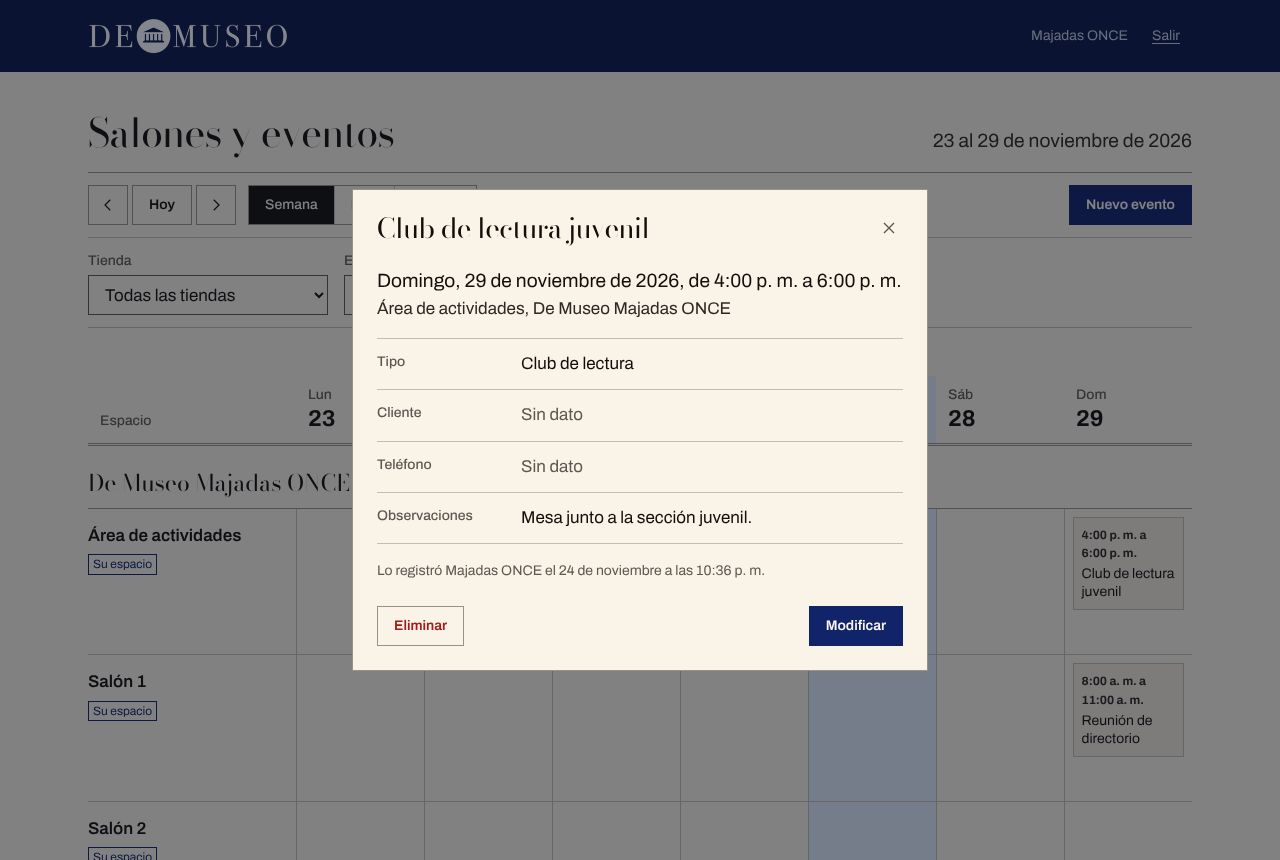 DE MUSEO
Majadas ONCE
Salir
Salones y eventos
23 al 29 de noviembre de 2026
Hoy
Semana
Nuevo evento
Tienda
Todas las tiendas
Espacio
Lun
23
Sáb
28
Dom
29
De Museo Majadas ONCE
Área de actividades
Su espacio
4:00 p. m. a
6:00 p. m.
Club de lectura
juvenil
Salón 1
Su espacio
8:00 a. m. a
11:00 a. m.
Reunión de
directorio
Salón 2
Su espacio
Club de lectura juvenil
Domingo, 29 de noviembre de 2026, de 4:00 p. m. a 6:00 p. m.
Área de actividades, De Museo Majadas ONCE
Tipo
Club de lectura
Cliente
Sin dato
Teléfono
Sin dato
Observaciones
Mesa junto a la sección juvenil.
Lo registró Majadas ONCE el 24 de noviembre a las 10:36 p. m.
Eliminar
Modificar